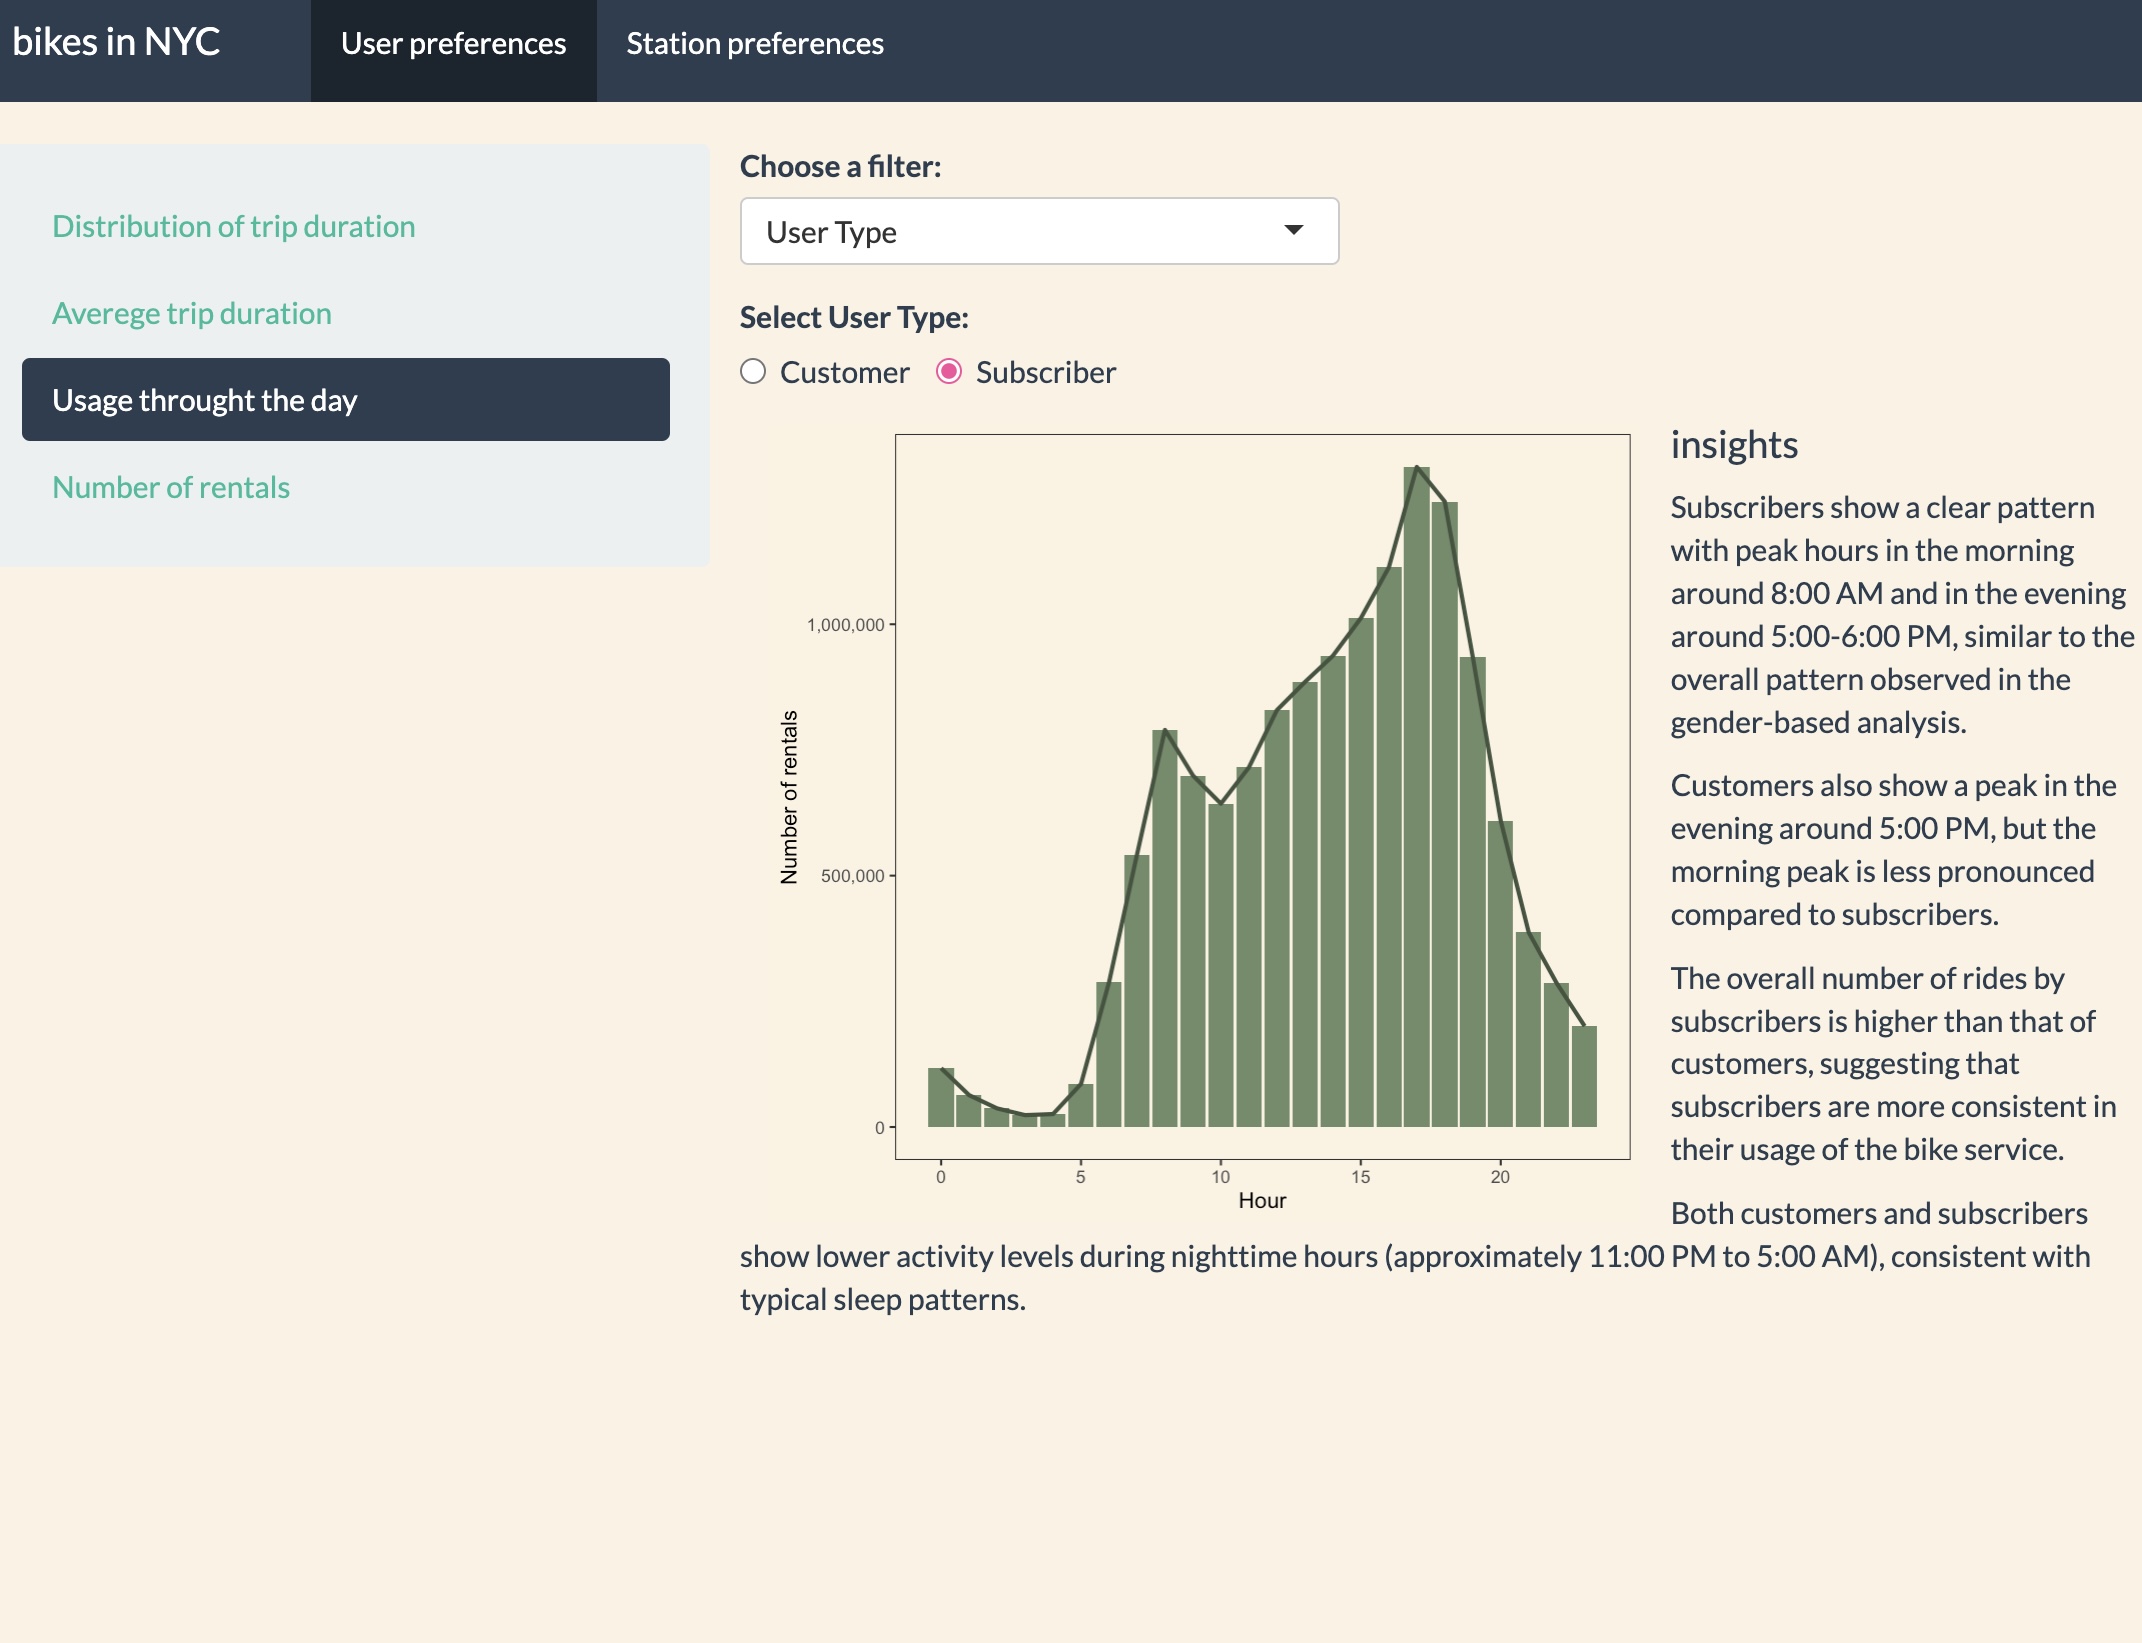 bikes in NYC
User preferences
Station preferences
Distribution of trip duration
Averege trip duration
Usage throught the day
Number of rentals
Choose a filter:
User Type
Select User Type:
Customer
Subscriber
1,000,000
500,000
0
Number of rentals
0
5
10
15
20
Hour
insights
Subscribers show a clear pattern
with peak hours in the morning
around 8:00 AM and in the evening
around 5:00-6:00 PM, similar to the
overall pattern observed in the
gender-based analysis.
Customers also show a peak in the
evening around 5:00 PM, but the
morning peak is less pronounced
compared to subscribers.
The overall number of rides by
subscribers is higher than that of
customers, suggesting that
subscribers are more consistent in
their usage of the bike service.
Both customers and subscribers
show lower activity levels during nighttime hours (approximately 11:00 PM to 5:00 AM), consistent with
typical sleep patterns.